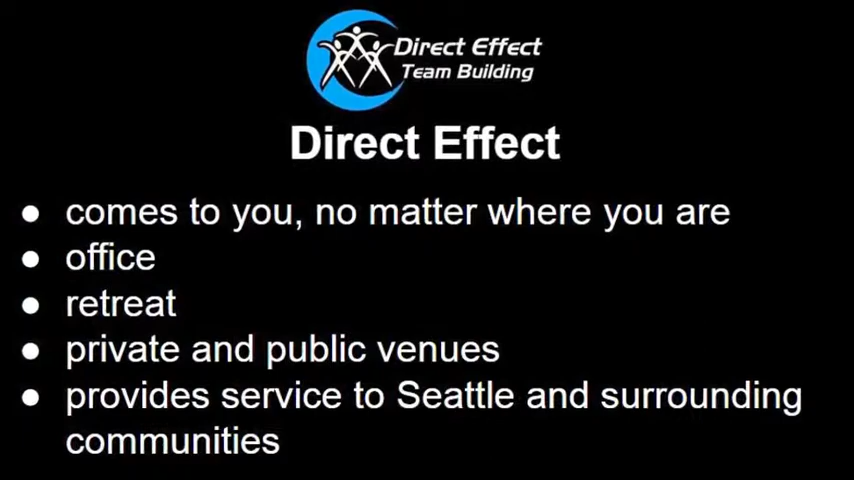 Direct Effect
Team Building
Direct Effect
● comes to you, no matter where you are
● office
● retreat
● private and public venues
● provides service to Seattle and surrounding
communities